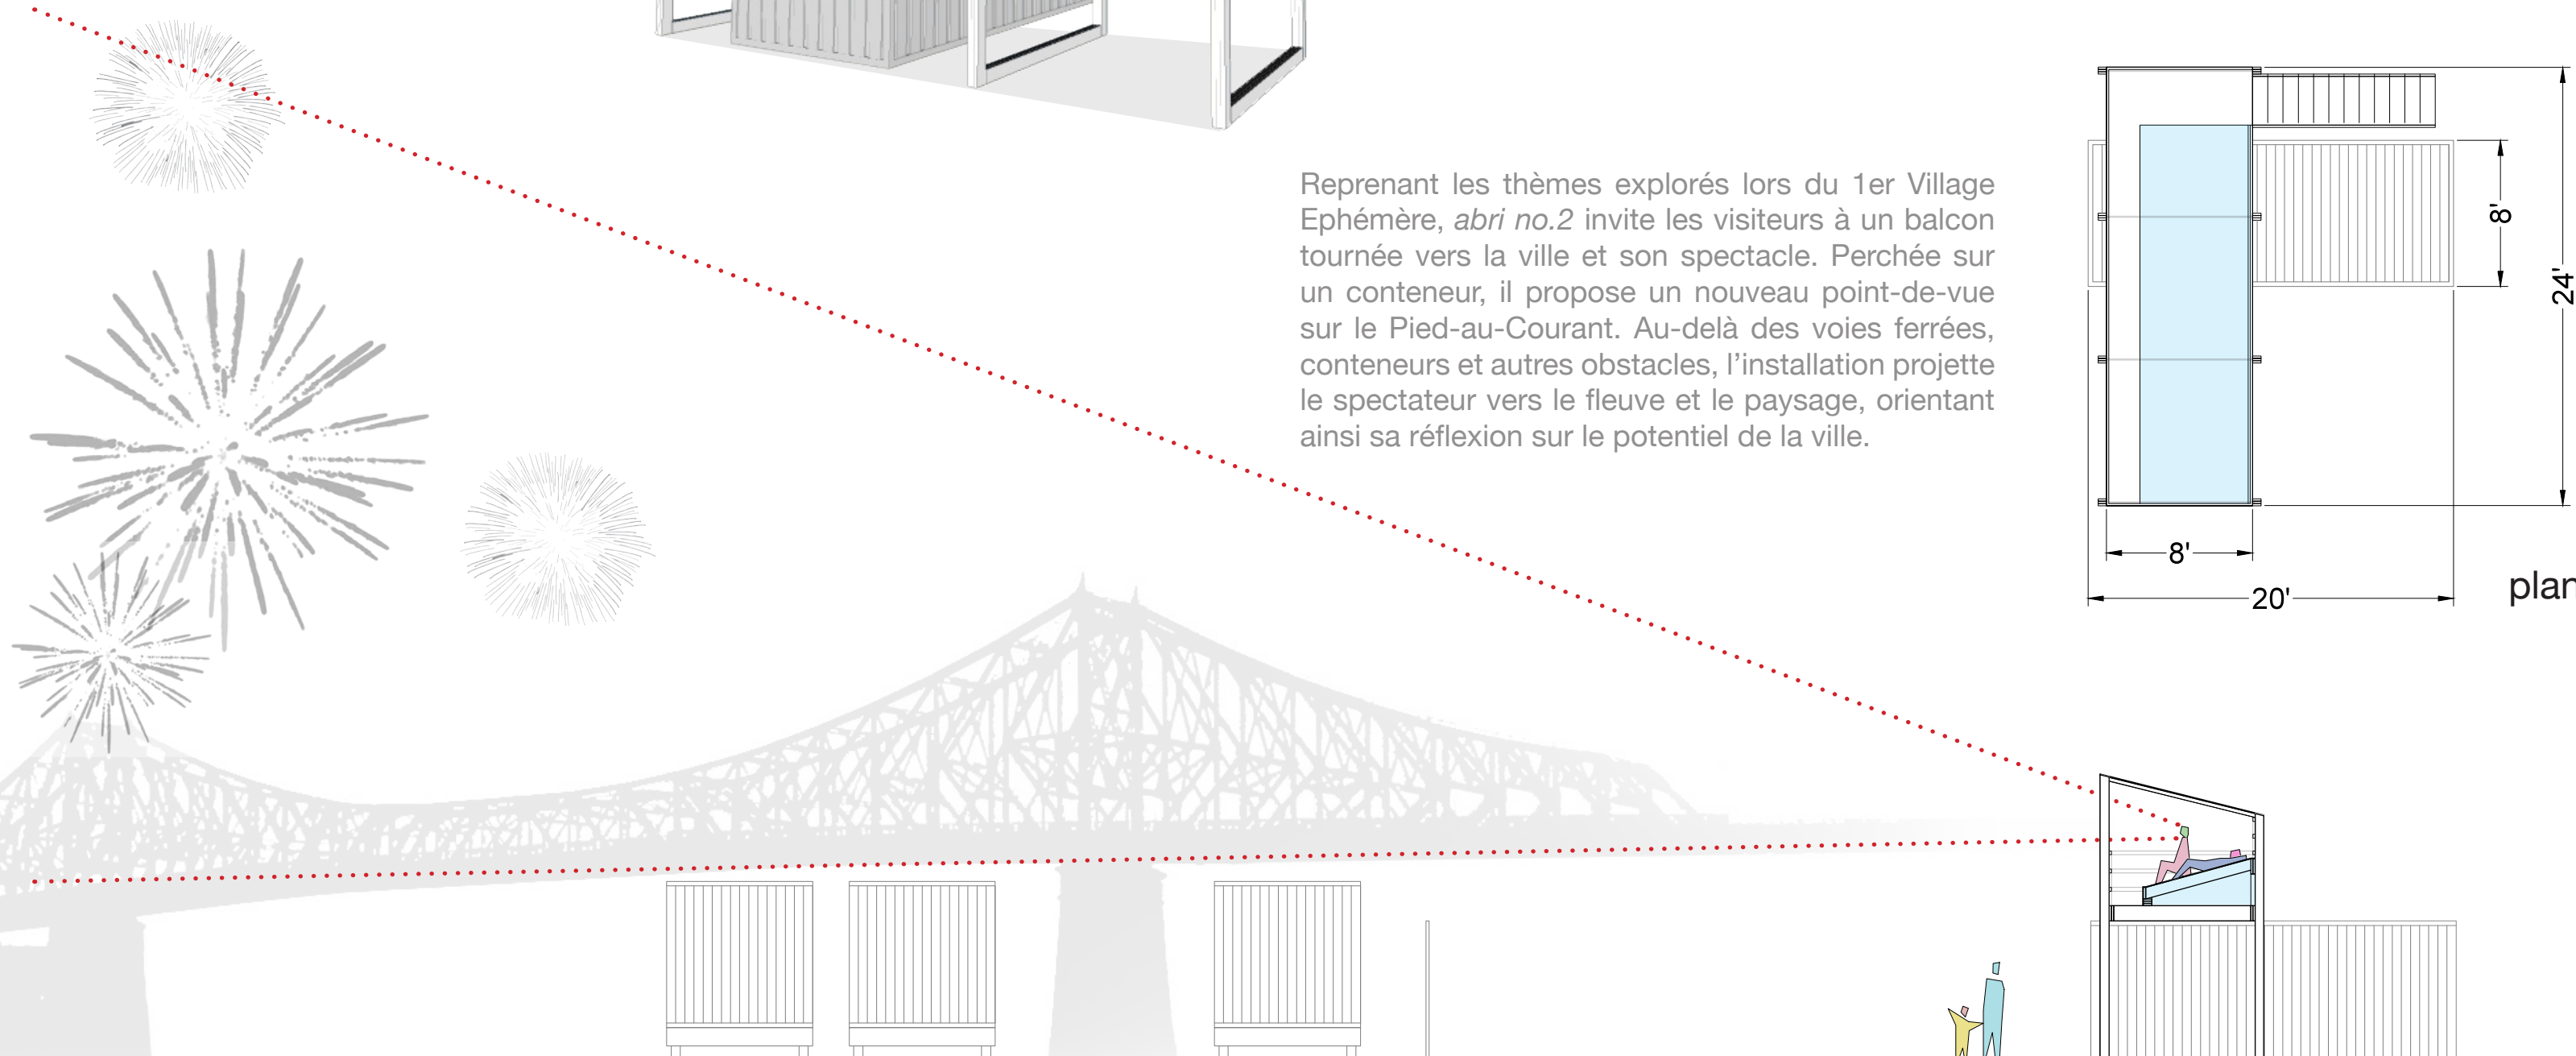 Reprenant les thèmes explorés lors du 1er Village
Ephémère, abri no.2 invite les visiteurs à un balcon
tournée vers la ville et son spectacle. Perchée sur
un conteneur, il propose un nouveau point-de-vue
sur le Pied-au-Courant. Au-delà des voies ferrées,
conteneurs et autres obstacles, l'installation projette
le spectateur vers le fleuve et le paysage, orientant
ainsi sa réflexion sur le potentiel de la ville.
8'
24'
8'
20'
plan